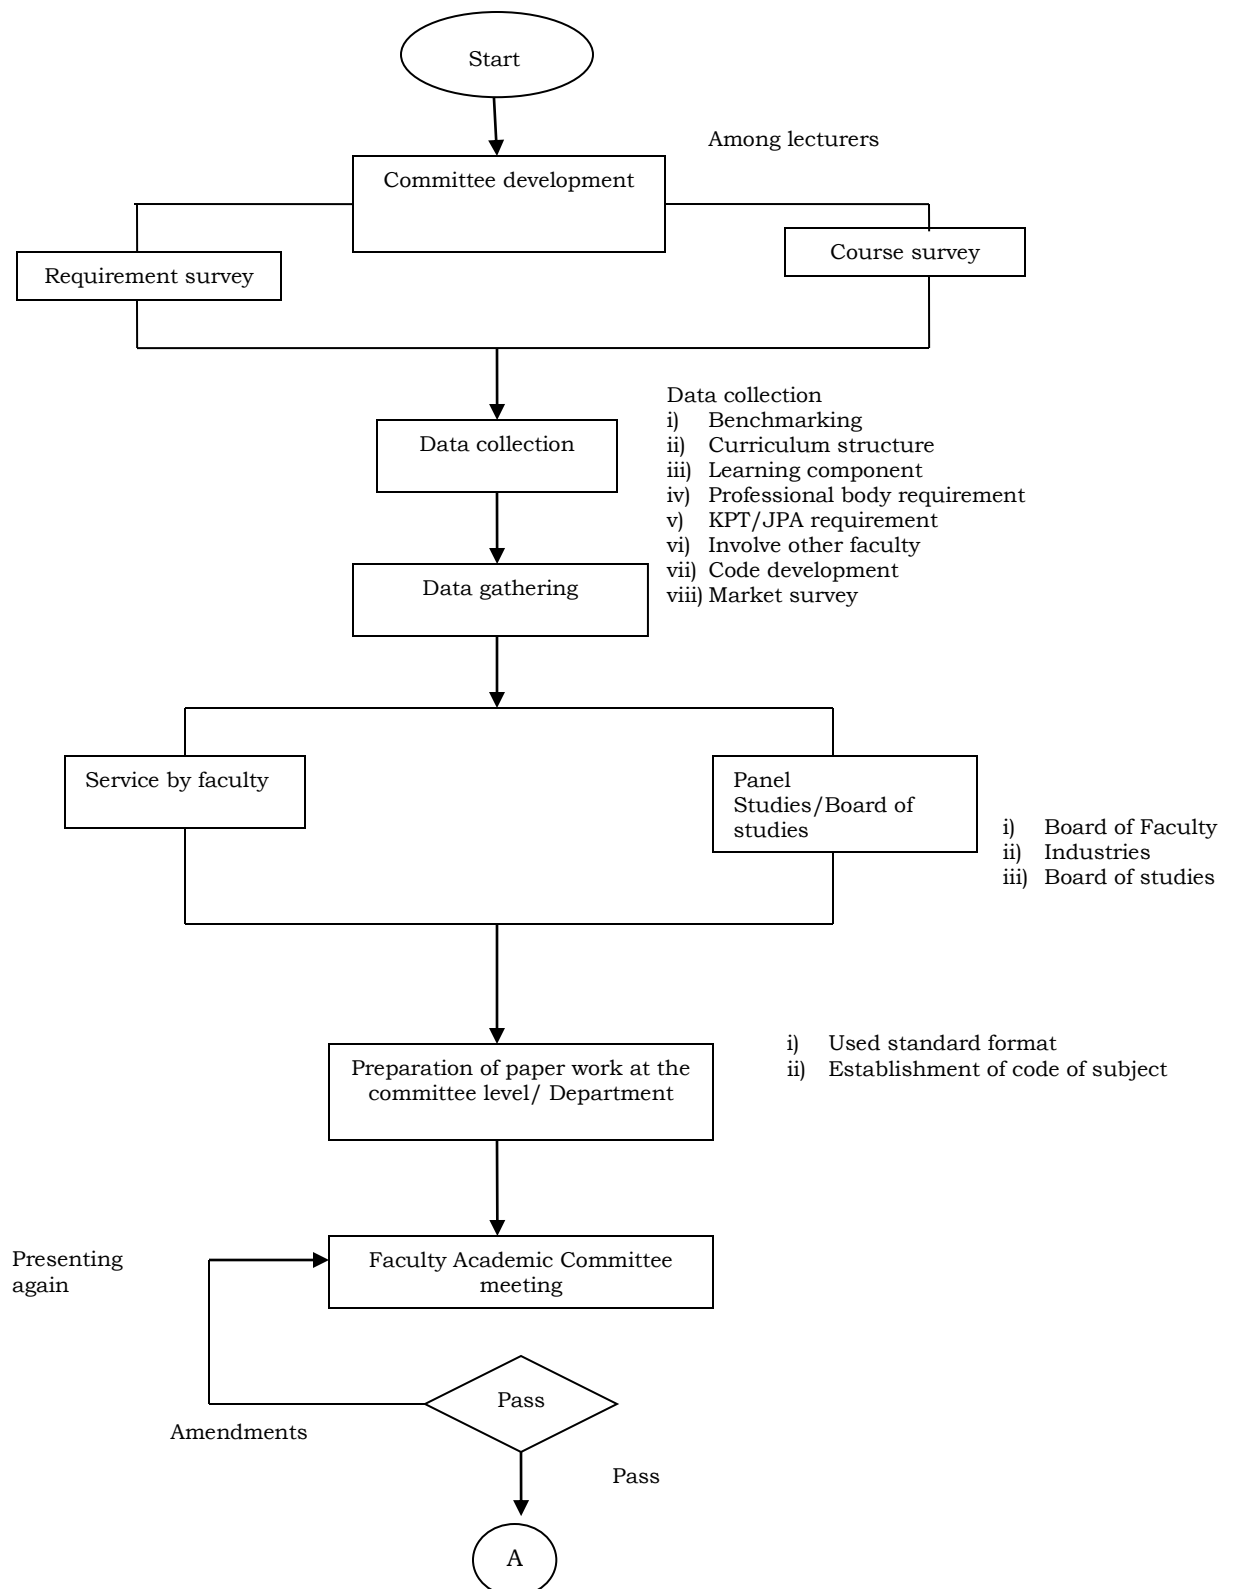 Start
Among lecturers
Committee development
Course survey
Requirement survey
Data collection
i) Benchmarking
ii) Curriculum structure
iii) Learning component
iv) Professional body requirement
v) KPT/JPA requirement
vi) Involve other faculty
vii) Code development
viii) Market survey
Data collection
Data gathering
Service by faculty
Panel
Studies/Board of
studies
i) Board of Faculty
ii) Industries
iii) Board of studies
Preparation of paper work at the
committee level/ Department
i) Used standard format
ii) Establishment of code of subject
Presenting
again
Faculty Academic Committee
meeting
Pass
Amendments
Pass
A